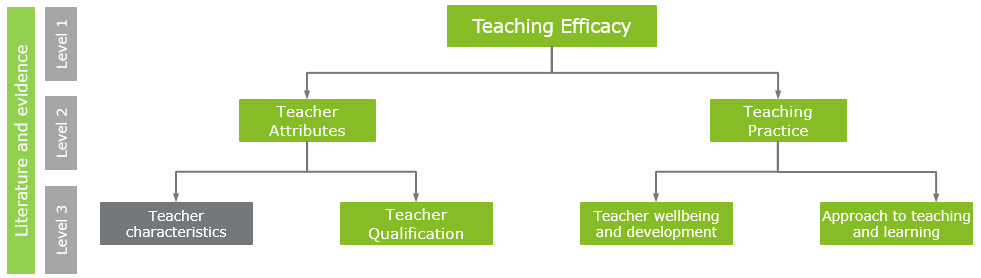 Literature and evidence
Level 1
Teaching Efficacy
Level 2
Teacher
Attributes
Teaching
Practice
Level 3
Teacher
characteristics
Teacher
Qualification
Teacher wellbeing
and development
Approach to teaching
and learning